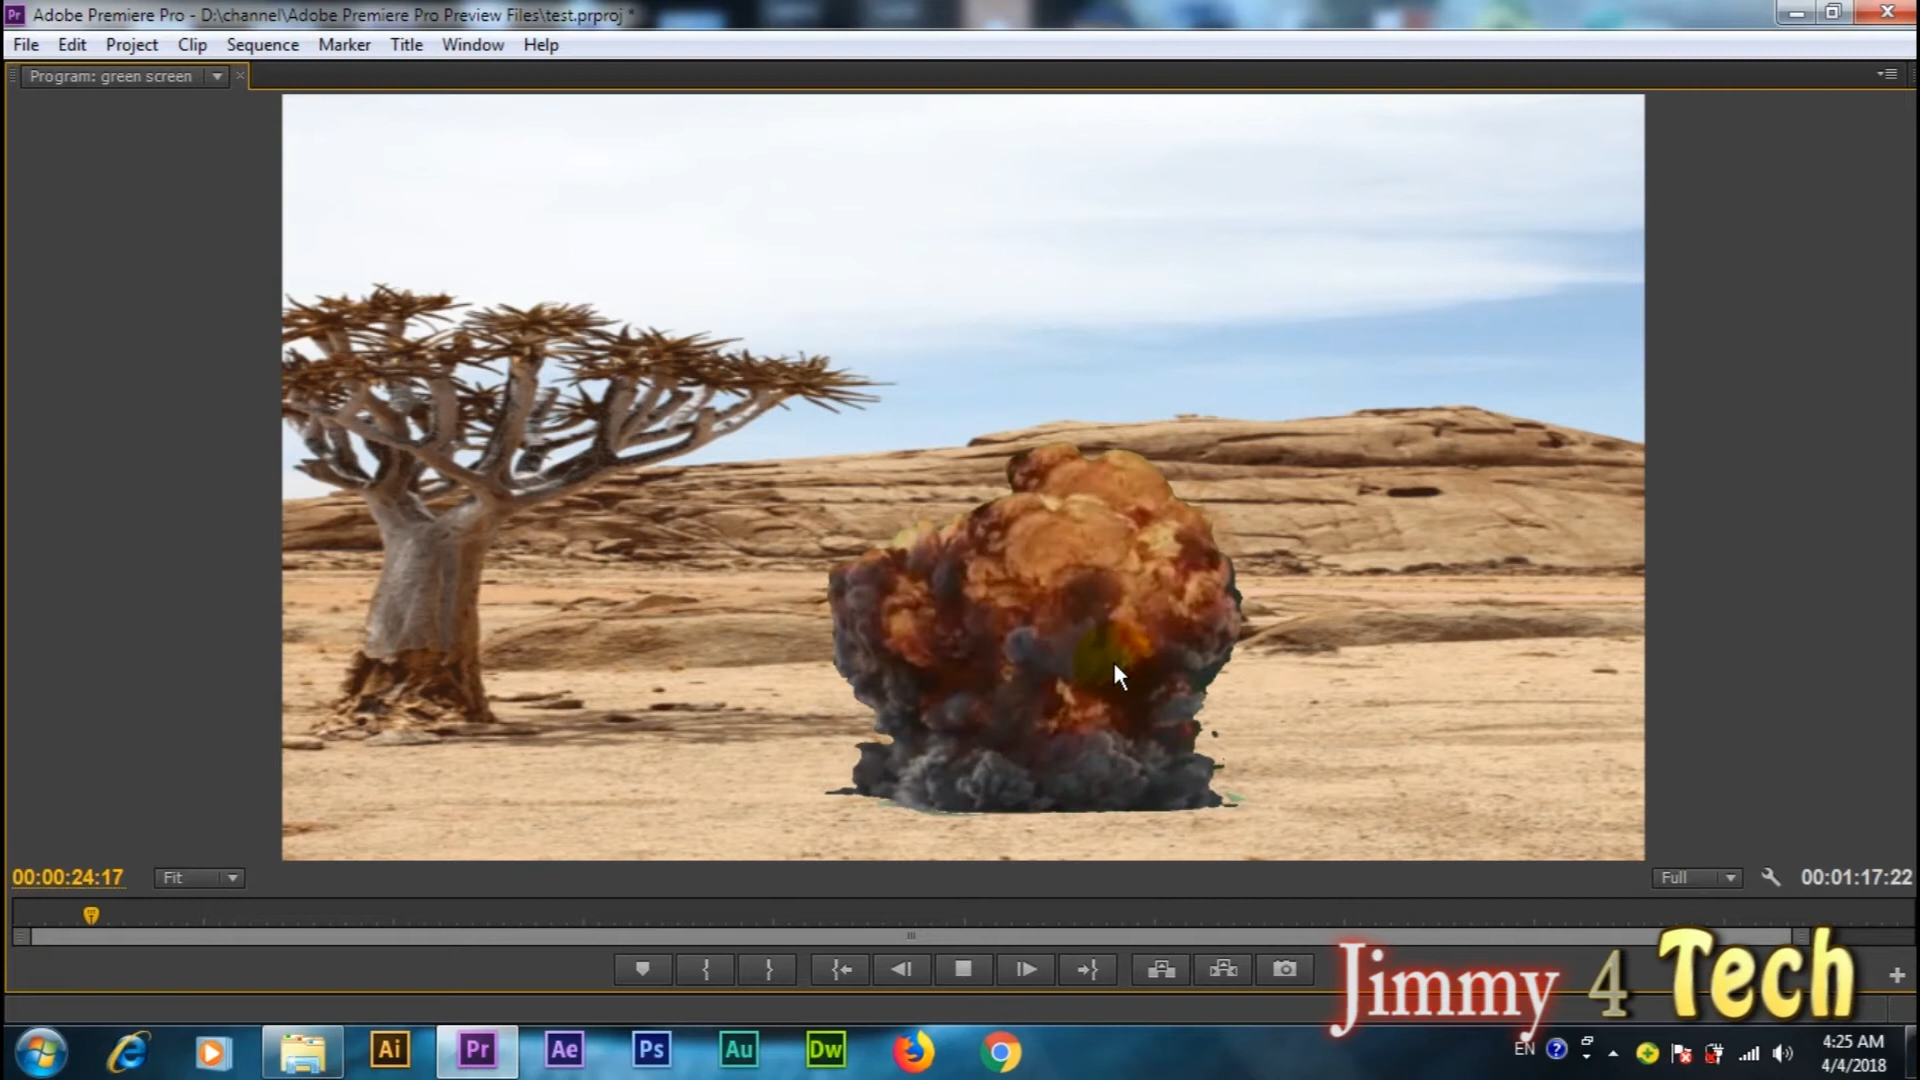 Pr Adobe Premiere Pro - D:\channel\Adobe Premiere Pro Preview Files\test.prproj *
File Edit Project Clip Sequence Marker Title Window Help
Program: green screen
00:00:24:17 Fit Full 00:01:17:22
Jimmy 4 Tech
Ai Pr Ae Ps Au Dw EN 4:25 AM
4/4/2018